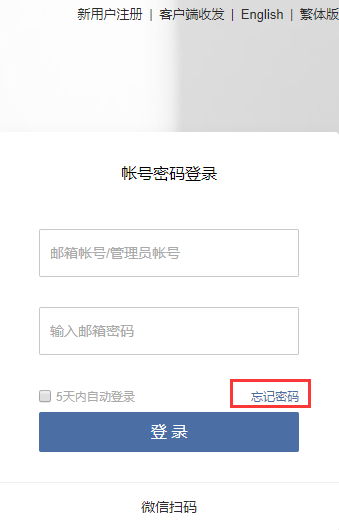 新用户注册 | 客户端收发 | English | 繁体版
帐号密码登录
邮箱帐号/管理员帐号
输入邮箱密码
5天内自动登录 忘记密码
登录
微信扫码